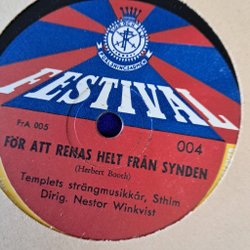 FESTIVAL
FrA 005
004
FÖR ATT RENAS HELT FRÅN SYNDEN
(Herbert Booth)
Templets strängmusikkår, Sthlm
Dirig. Nestor Winkvist